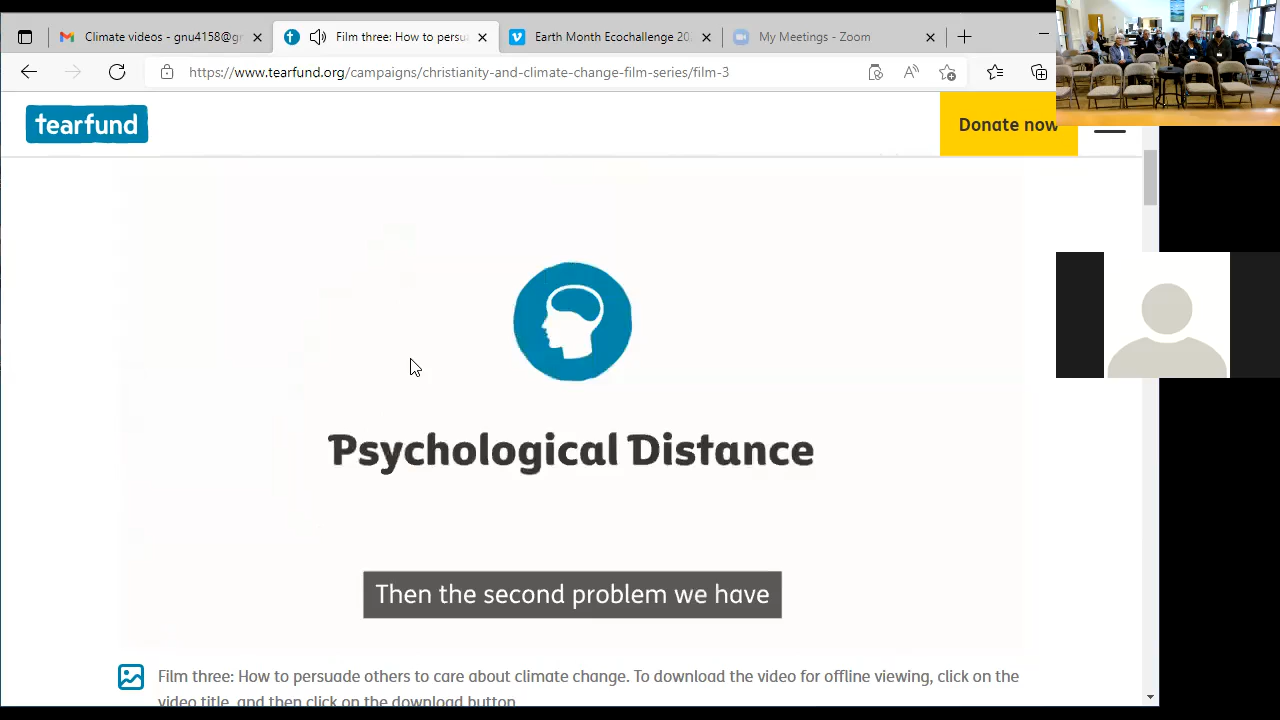 Climate videos - gnu4158@gr
Film three: How to persua
Earth Month Ecochallenge 20
My Meetings - Zoom
https://www.tearfund.org/campaigns/christianity-and-climate-change-film-series/film-3
tearfund
Donate now
Psychological Distance
Then the second problem we have
Film three: How to persuade others to care about climate change. To download the video for offline viewing, click on the
video title, and then click on the download button.